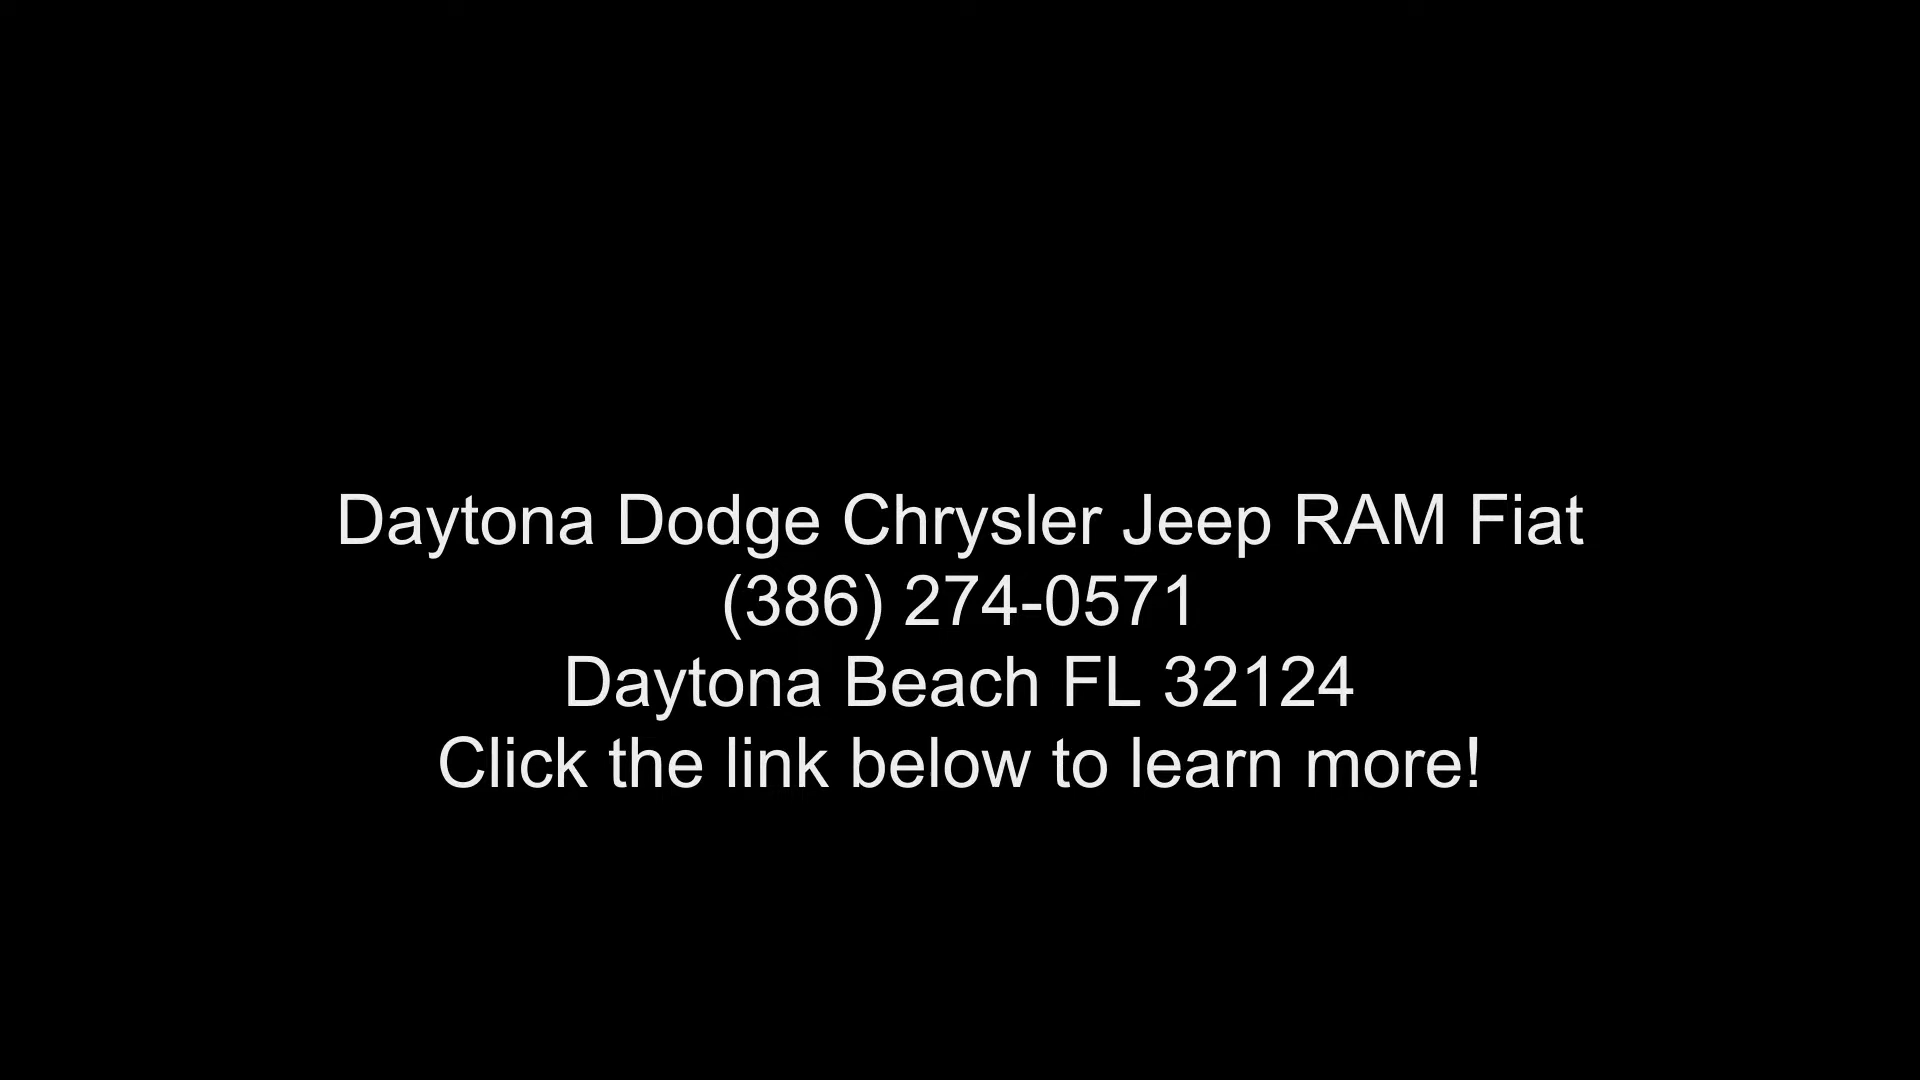 Daytona Dodge Chrysler Jeep RAM Fiat
(386) 274-0571
Daytona Beach FL 32124
Click the link below to learn more!